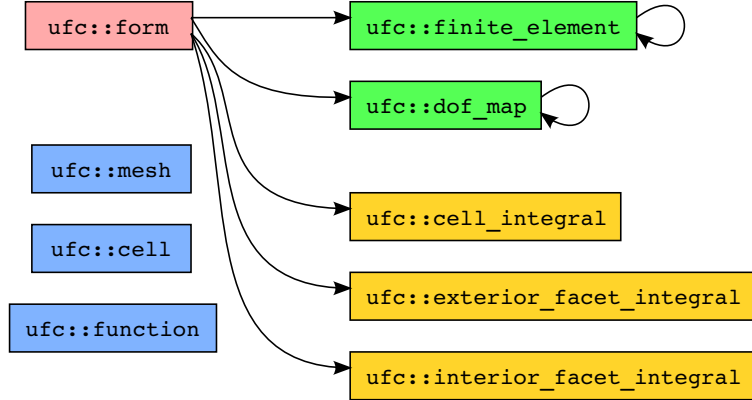 ufc::form
ufc::finite_element
ufc::dof_map
ufc::mesh
ufc::cell_integral
ufc::cell
ufc::exterior_facet_integral
ufc::function
ufc::interior_facet_integral